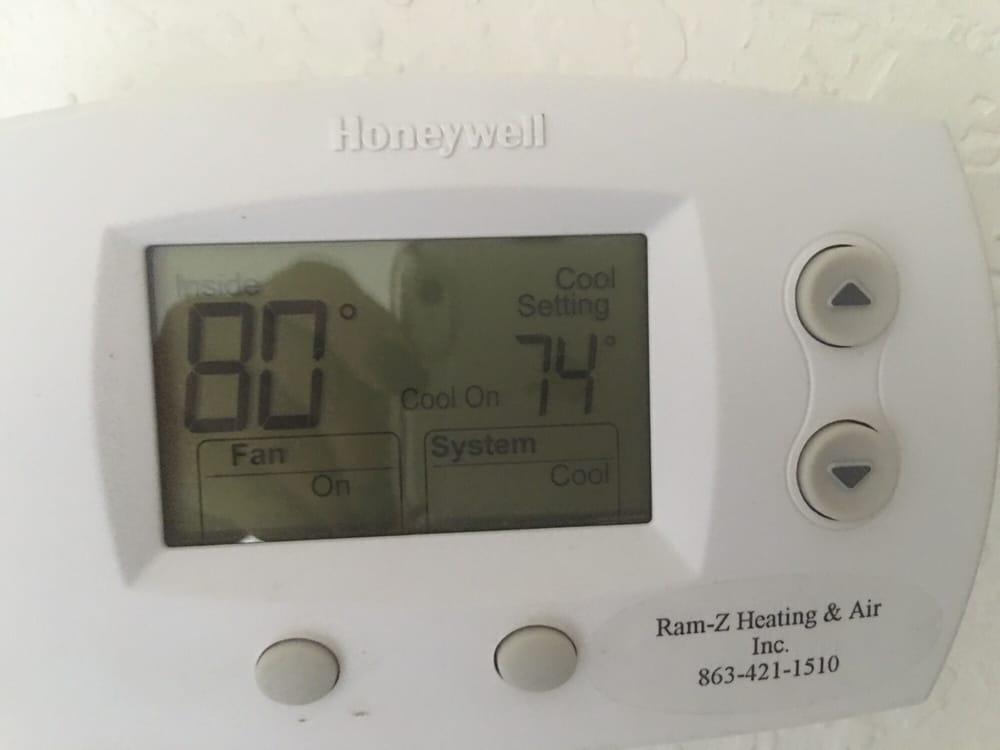 Honeywell
Inside
80°
Cool
Setting
74°
Cool On
Fan
On
System
Cool
Ram-Z Heating & Air
Inc.
863-421-1510